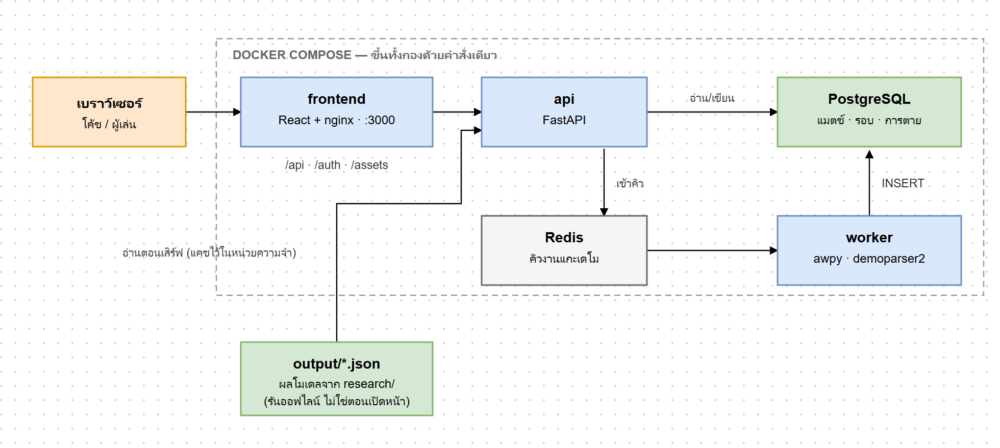 DOCKER COMPOSE — ขึ้นทั้งกองด้วยคำสั่งเดียว
เบราว์เซอร์
โค้ช / ผู้เล่น
frontend
React + nginx · :3000
/api · /auth · /assets
api
FastAPI
อ่าน/เขียน
PostgreSQL
แมตช์ · รอบ · การตาย
เข้าคิว
INSERT
อ่านตอนเสิร์ฟ (แคชไว้ในหน่วยความจำ)
Redis
คิวงานแกะเดโม
worker
awpy · demoparser2
output/*.json
ผลโมเดลจาก research/
(รันออฟไลน์ ไม่ใช่ตอนเปิดหน้า)